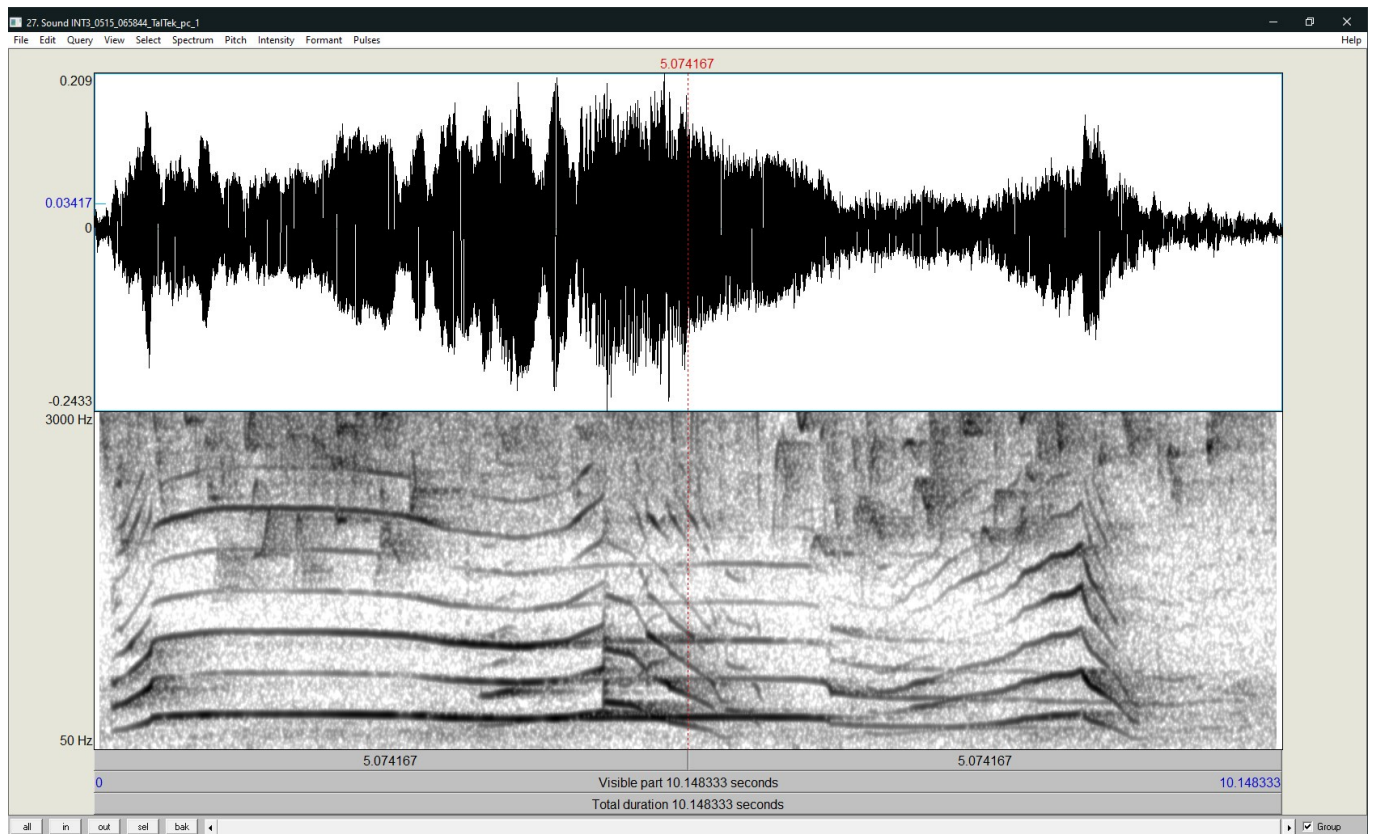 27. Sound INT3_0515_065844_TalTek_pc_1
File Edit Query View Select Spectrum Pitch Intensity Formant Pulses Help
5.074167
0.209
0.03417
0
-0.2433
3000 Hz
50 Hz
5.074167 5.074167
0 Visible part 10.148333 seconds 10.148333
Total duration 10.148333 seconds
all in out sel bak Group